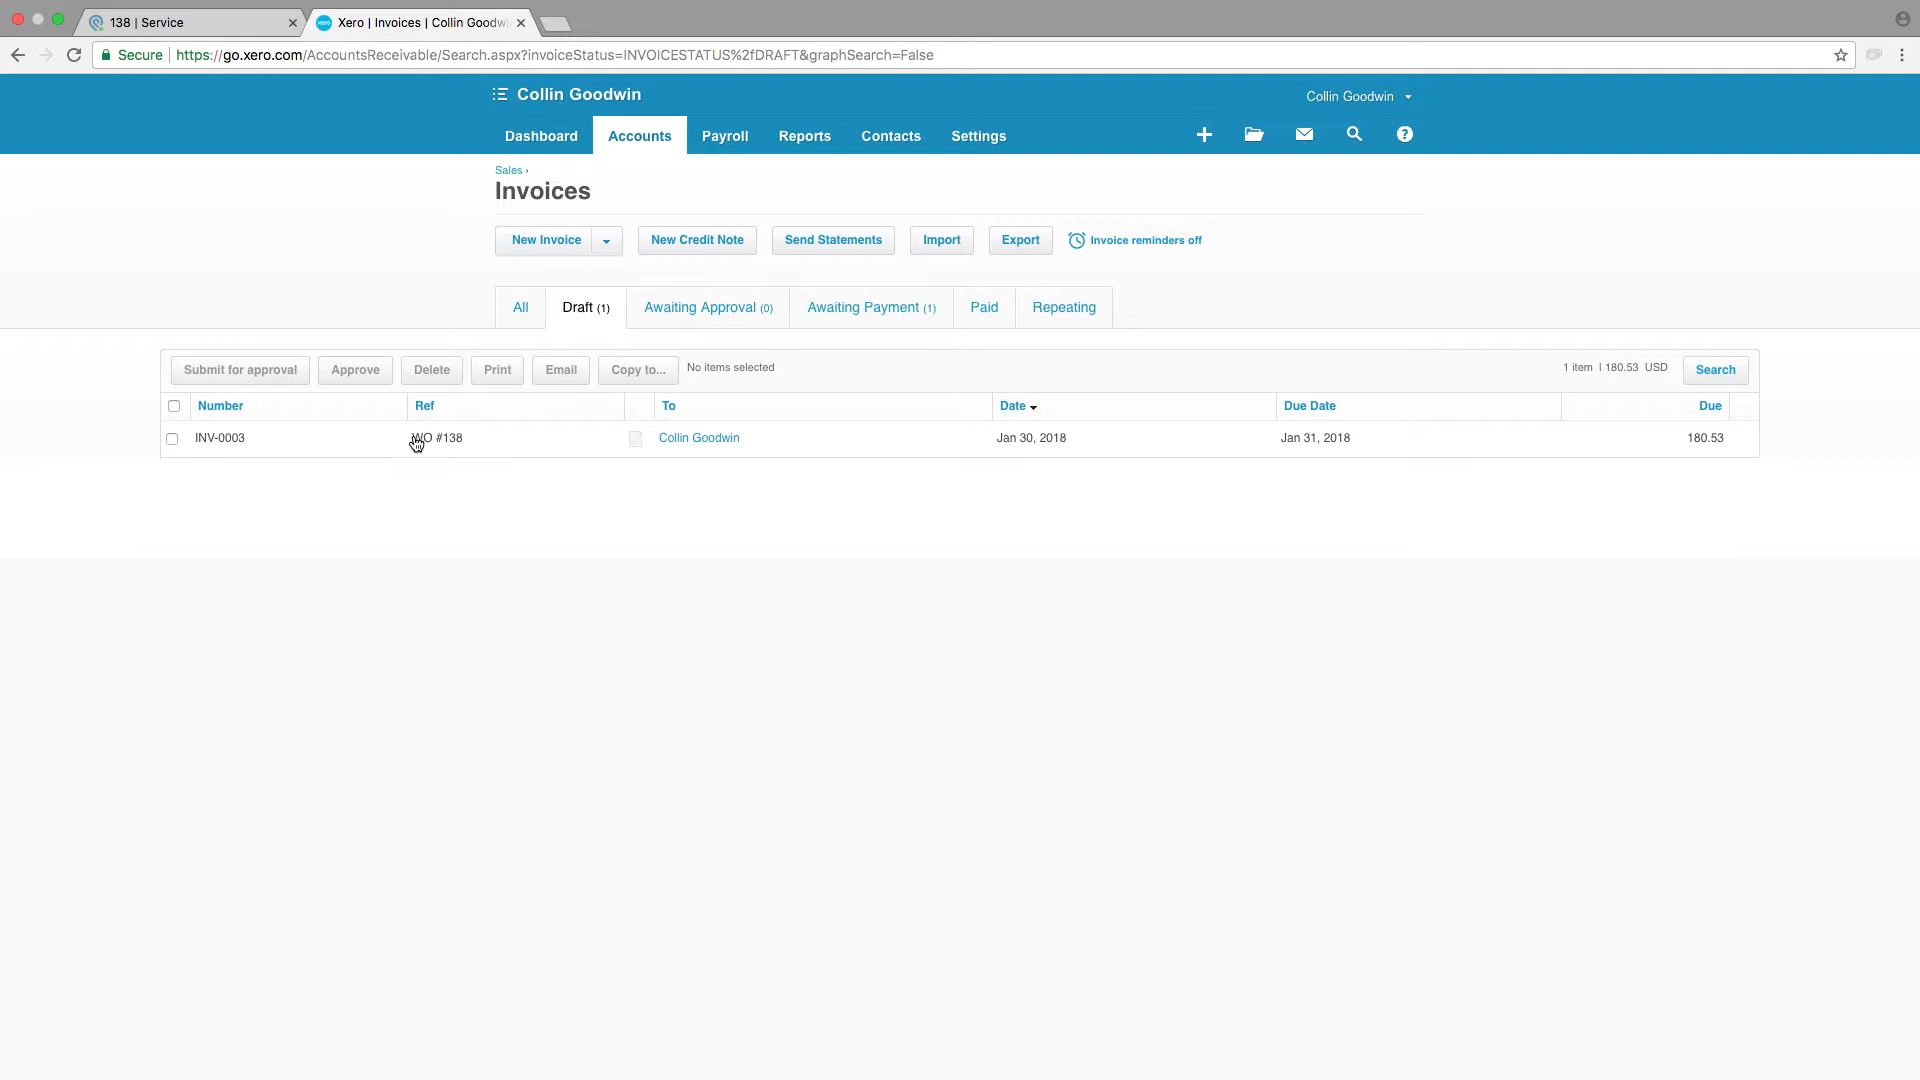 138 | Service
Xero | Invoices | Collin Goodwi
Secure https://go.xero.com/AccountsReceivable/Search.aspx?invoiceStatus=INVOICESTATUS%2fDRAFT&graphSearch=False
Collin Goodwin
Collin Goodwin
Dashboard Accounts Payroll Reports Contacts Settings
Sales ›
Invoices
New Invoice New Credit Note Send Statements Import Export Invoice reminders off
All Draft (1) Awaiting Approval (0) Awaiting Payment (1) Paid Repeating
Submit for approval Approve Delete Print Email Copy to... No items selected 1 item | 180.53 USD Search
Number Ref To Date Due Date Due
INV-0003 WO #138 Collin Goodwin Jan 30, 2018 Jan 31, 2018 180.53